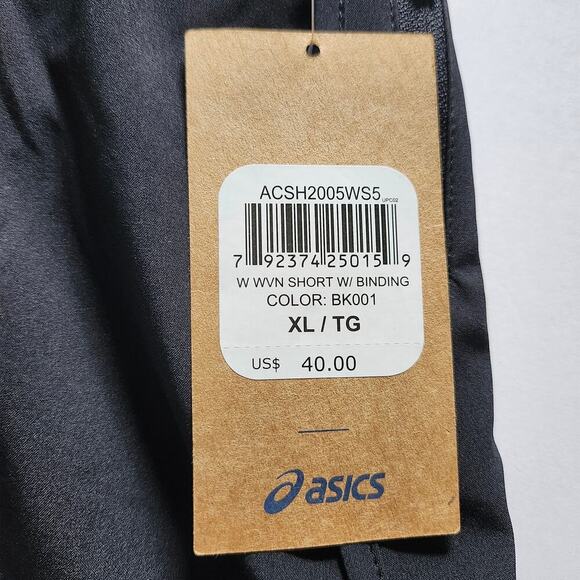 ACSH2005WS5
UPC02
7 92374 25015 9
W WVN SHORT W/ BINDING
COLOR: BK001
XL / TG
US$ 40.00
asics